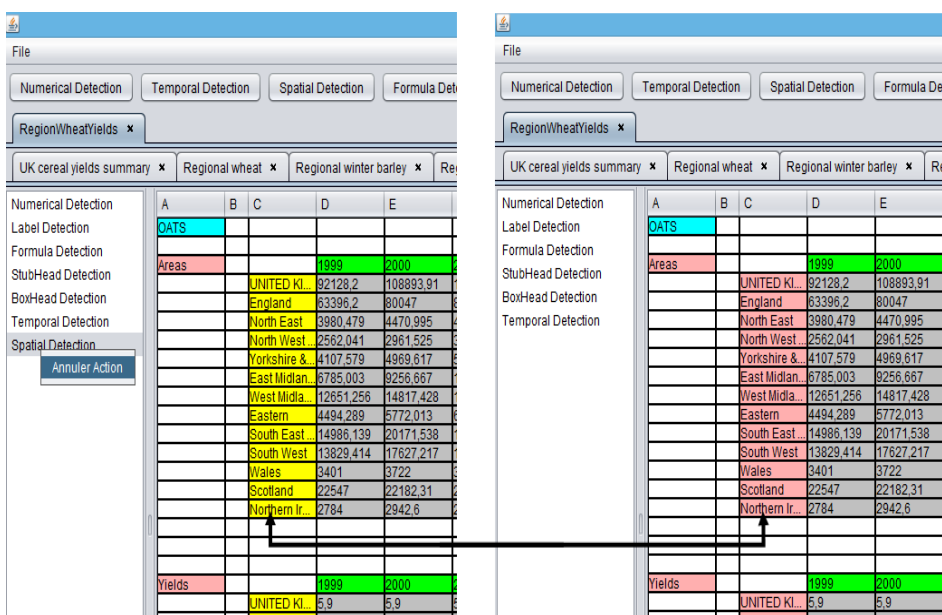 File
Numerical Detection Temporal Detection Spatial Detection Formula Det
RegionWheatYields ×
UK cereal yields summary × Regional wheat × Regional winter barley × Re
Numerical Detection
Label Detection
Formula Detection
StubHead Detection
BoxHead Detection
Temporal Detection
Spatial Detection
Annuler Action
A B C D E
OATS
Areas 1999 2000
UNITED KI... 92128,2 108893,91
England 63396,2 80047
North East 3980,479 4470,995
North West ... 2562,041 2961,525
Yorkshire &... 4107,579 4969,617
East Midlan... 6785,003 9256,667
West Midla... 12651,256 14817,428
Eastern 4494,289 5772,013
South East ... 14986,139 20171,538
South West 13829,414 17627,217
Wales 3401 3722
Scotland 22547 22182,31
Northern Ir... 2784 2942,6
Yields 1999 2000
UNITED KI... 5,9 5,9
File
Numerical Detection Temporal Detection Spatial Detection Formula De
RegionWheatYields ×
UK cereal yields summary × Regional wheat × Regional winter barley × Re
Numerical Detection
Label Detection
Formula Detection
StubHead Detection
BoxHead Detection
Temporal Detection
A B C D E
OATS
Areas 1999 2000
UNITED KI... 92128,2 108893,91
England 63396,2 80047
North East 3980,479 4470,995
North West ... 2562,041 2961,525
Yorkshire &... 4107,579 4969,617
East Midlan... 6785,003 9256,667
West Midla... 12651,256 14817,428
Eastern 4494,289 5772,013
South East ... 14986,139 20171,538
South West 13829,414 17627,217
Wales 3401 3722
Scotland 22547 22182,31
Northern Ir... 2784 2942,6
Yields 1999 2000
UNITED KI... 5,9 5,9